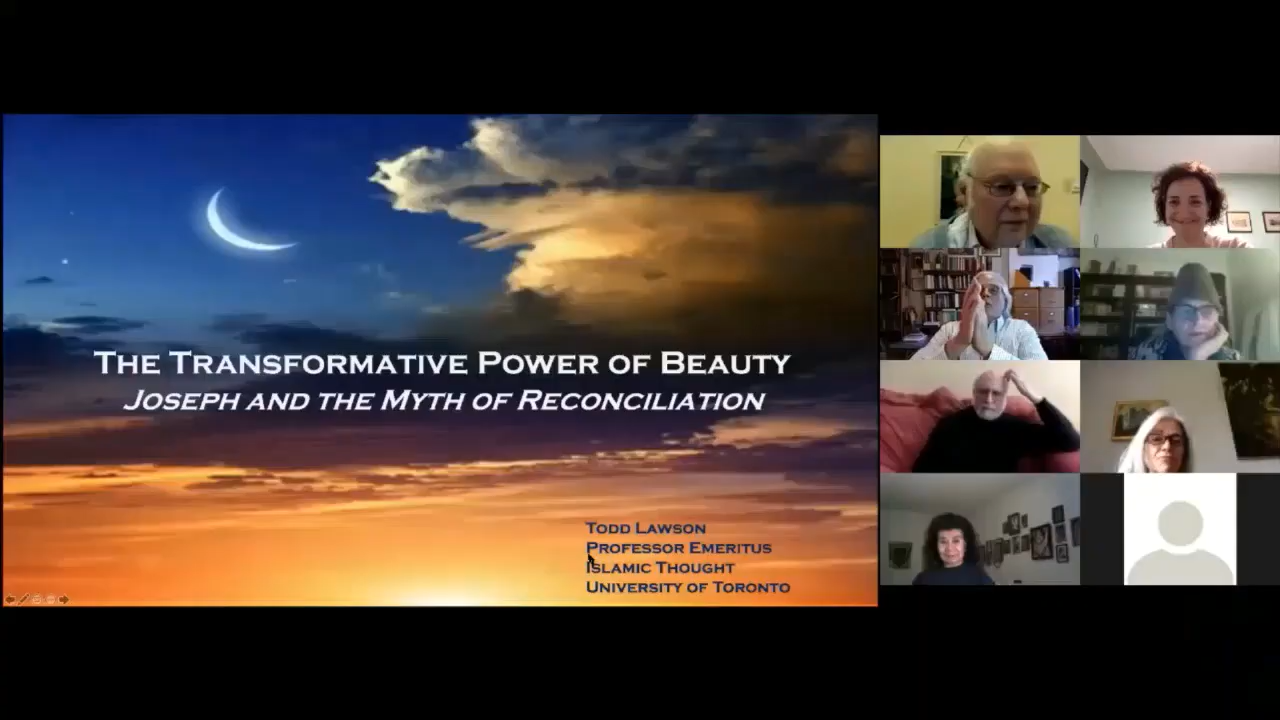 THE TRANSFORMATIVE POWER OF BEAUTY
JOSEPH AND THE MYTH OF RECONCILIATION
TODD LAWSON
PROFESSOR EMERITUS
ISLAMIC THOUGHT
UNIVERSITY OF TORONTO